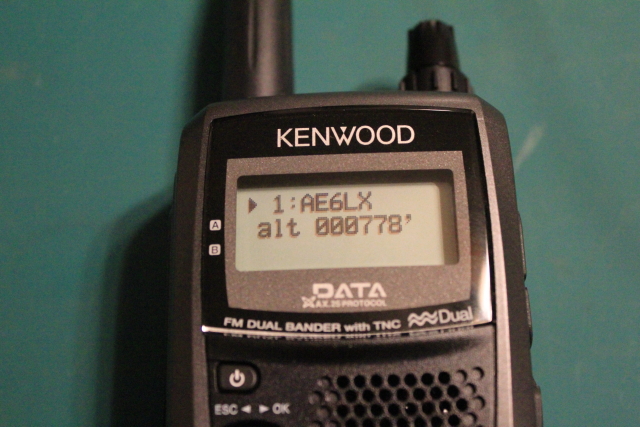 KENWOOD
▶ 1:AE6LX
alt 000778'
A
B
DATA
AX.25 PROTOCOL
FM DUAL BANDER with TNC Dual
ESC ◀ ▶ OK